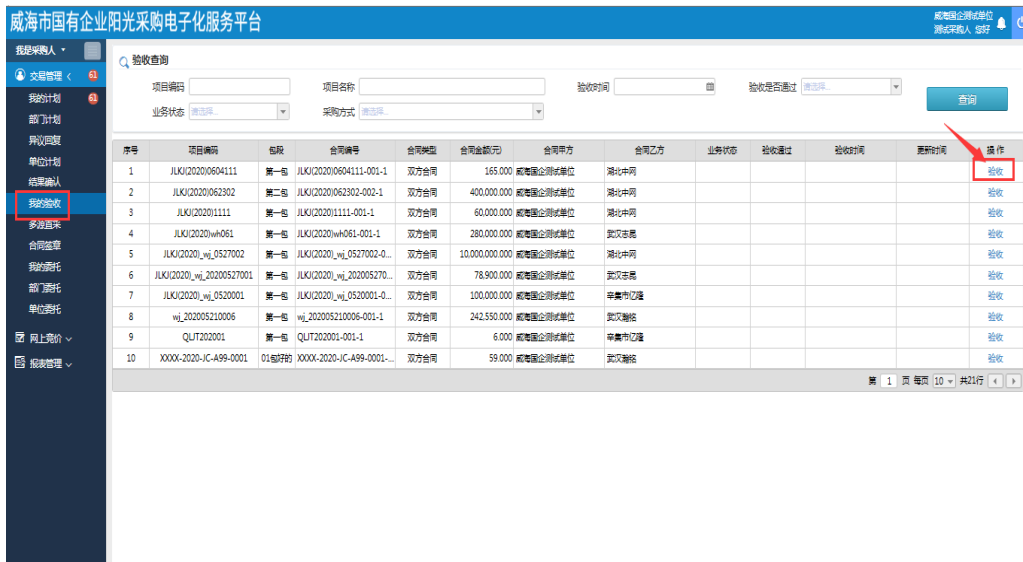 威海市国有企业阳光采购电子化服务平台
威海国企测试单位
测试采购人 您好
我是采购人
交易管理 61
我的计划 61
部门计划
异议回复
单位计划
结果确认
我的验收
多源直采
合同签章
我的委托
部门委托
单位委托
网上竞价
报表管理
验收查询
项目编码 项目名称 验收时间 验收是否通过 请选择..
业务状态 请选择.. 采购方式 请选择..
查询
序号 项目编码 包段 合同编号 合同类型 合同金额(元) 合同甲方 合同乙方 业务状态 验收通过 验收时间 更新时间 操作
1 JLKJ(2020)0604111 第一包 JLKJ(2020)0604111-001-1 双方合同 165.000 威海国企测试单位 湖北中网 验收
2 JLKJ(2020)062302 第二包 JLKJ(2020)062302-002-1 双方合同 400,000.000 威海国企测试单位 湖北中网 验收
3 JLKJ(2020)1111 第一包 JLKJ(2020)1111-001-1 双方合同 60,000.000 威海国企测试单位 湖北中网 验收
4 JLKJ(2020)wh061 第一包 JLKJ(2020)wh061-001-1 双方合同 280,000.000 威海国企测试单位 武汉志晨 验收
5 JLKJ(2020)_wj_0527002 第一包 JLKJ(2020)_wj_0527002-0... 双方合同 10,000,000.000 威海国企测试单位 湖北中网 验收
6 JLKJ(2020)_wj_20200527001 第一包 JLKJ(2020)_wj_202005270... 双方合同 78,900.000 威海国企测试单位 武汉志晨 验收
7 JLKJ(2020)_wj_0520001 第一包 JLKJ(2020)_wj_0520001-0... 双方合同 100,000.000 威海国企测试单位 辛集市亿隆 验收
8 wj_202005210006 第一包 wj_202005210006-001-1 双方合同 242,550.000 威海国企测试单位 武汉瀚铭 验收
9 QLJT202001 第一包 QLJT202001-001-1 双方合同 6.000 威海国企测试单位 辛集市亿隆 验收
10 XXXX-2020-JC-A99-0001 01包好的 XXXX-2020-JC-A99-0001-... 双方合同 59.000 威海国企测试单位 武汉瀚铭 验收
第 1 页 每页 10 共21行